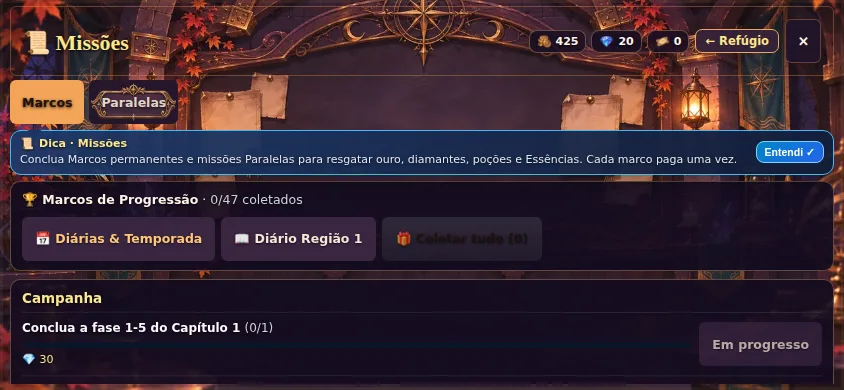 Missões
425
20
0
← Refúgio
✕
Marcos
Paralelas
Dica · Missões
Conclua Marcos permanentes e missões Paralelas para resgatar ouro, diamantes, poções e Essências. Cada marco paga uma vez.
Entendi ✓
Marcos de Progressão · 0/47 coletados
Diárias & Temporada
Diário Região 1
Coletar tudo (0)
Campanha
Conclua a fase 1-5 do Capítulo 1 (0/1)
30
Em progresso